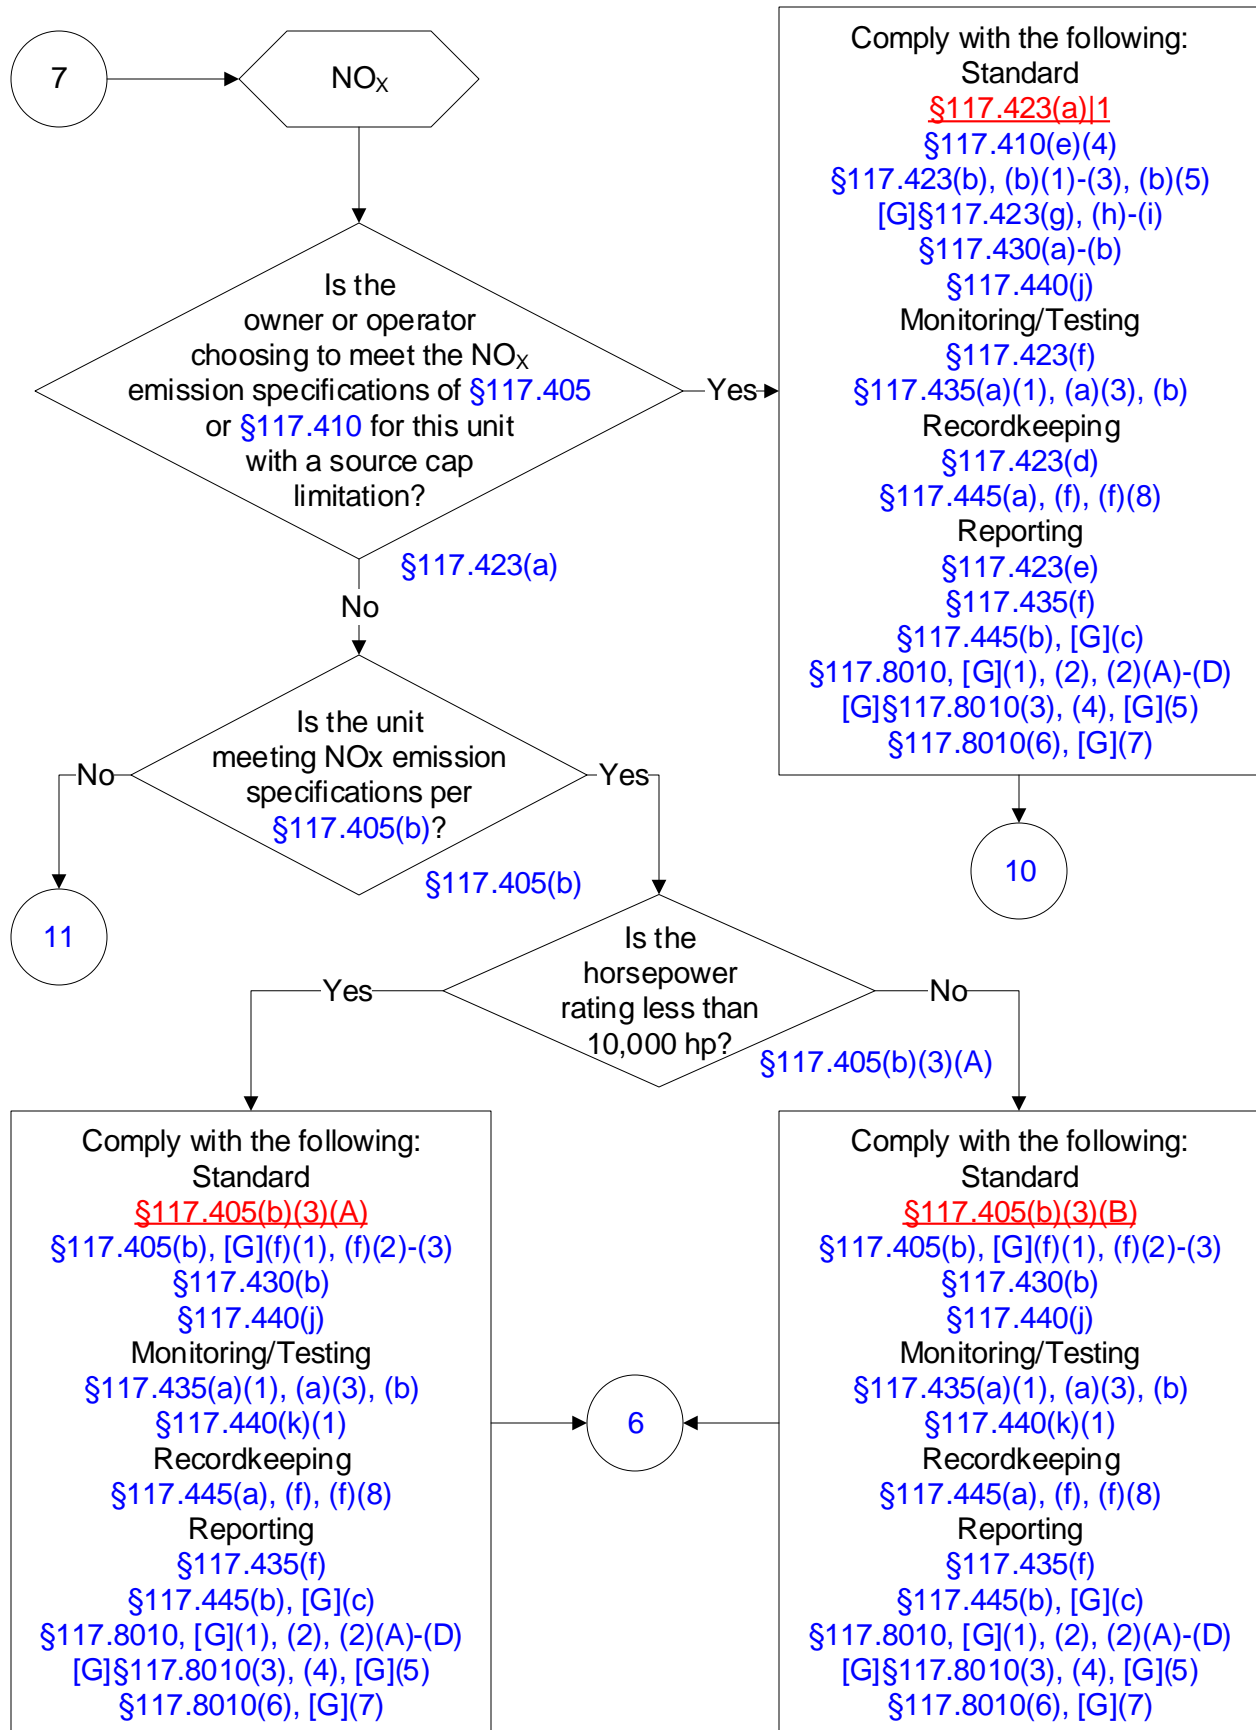 7
NOX
Is the
owner or operator
choosing to meet the NOX
emission specifications of §117.405
or §117.410 for this unit
with a source cap
limitation?
Yes
§117.423(a)
No
Comply with the following:
Standard
§117.423(a)|1
§117.410(e)(4)
§117.423(b), (b)(1)-(3), (b)(5)
[G]§117.423(g), (h)-(i)
§117.430(a)-(b)
§117.440(j)
Monitoring/Testing
§117.423(f)
§117.435(a)(1), (a)(3), (b)
Recordkeeping
§117.423(d)
§117.445(a), (f), (f)(8)
Reporting
§117.423(e)
§117.435(f)
§117.445(b), [G](c)
§117.8010, [G](1), (2), (2)(A)-(D)
[G]§117.8010(3), (4), [G](5)
§117.8010(6), [G](7)
10
Is the unit
meeting NOx emission
specifications per
§117.405(b)?
No
Yes
§117.405(b)
11
Is the
horsepower
rating less than
10,000 hp?
Yes
No
§117.405(b)(3)(A)
Comply with the following:
Standard
§117.405(b)(3)(A)
§117.405(b), [G](f)(1), (f)(2)-(3)
§117.430(b)
§117.440(j)
Monitoring/Testing
§117.435(a)(1), (a)(3), (b)
§117.440(k)(1)
Recordkeeping
§117.445(a), (f), (f)(8)
Reporting
§117.435(f)
§117.445(b), [G](c)
§117.8010, [G](1), (2), (2)(A)-(D)
[G]§117.8010(3), (4), [G](5)
§117.8010(6), [G](7)
6
Comply with the following:
Standard
§117.405(b)(3)(B)
§117.405(b), [G](f)(1), (f)(2)-(3)
§117.430(b)
§117.440(j)
Monitoring/Testing
§117.435(a)(1), (a)(3), (b)
§117.440(k)(1)
Recordkeeping
§117.445(a), (f), (f)(8)
Reporting
§117.435(f)
§117.445(b), [G](c)
§117.8010, [G](1), (2), (2)(A)-(D)
[G]§117.8010(3), (4), [G](5)
§117.8010(6), [G](7)